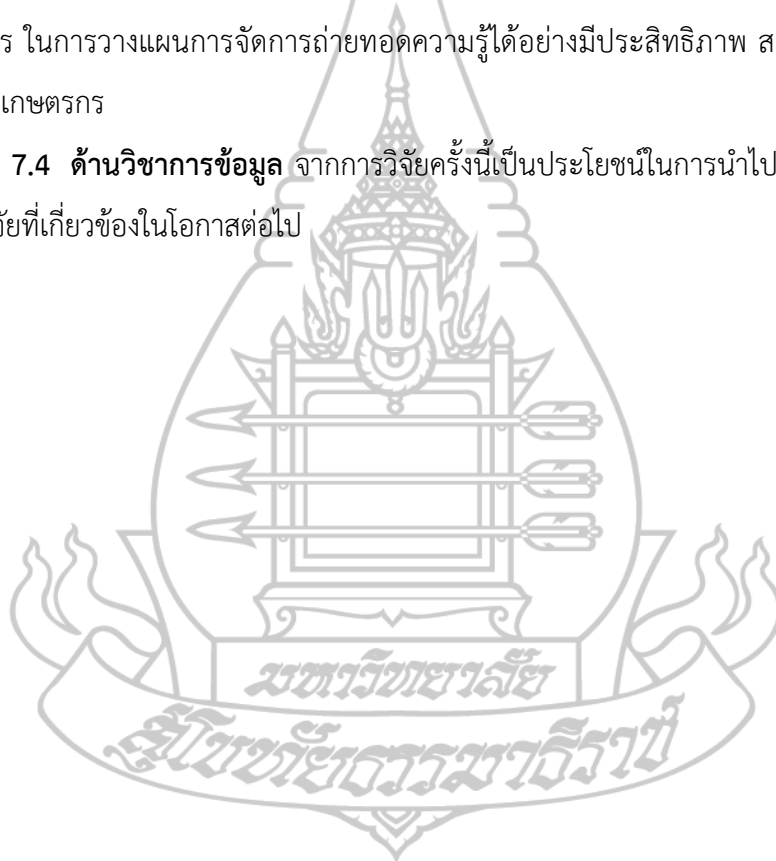 ร ในการวางแผนการจัดการถ่ายทอดความรู้ได้อย่างมีประสิทธิภาพ ส
เกษตรกร
7.4 ด้านวิชาการข้อมูล จากการวิจัยครั้งนี้เป็นประโยชน์ในการนำไป
จัยที่เกี่ยวข้องในโอกาสต่อไป
มหาวิทยาลัย
สุโขทัยธรรมาธิราช